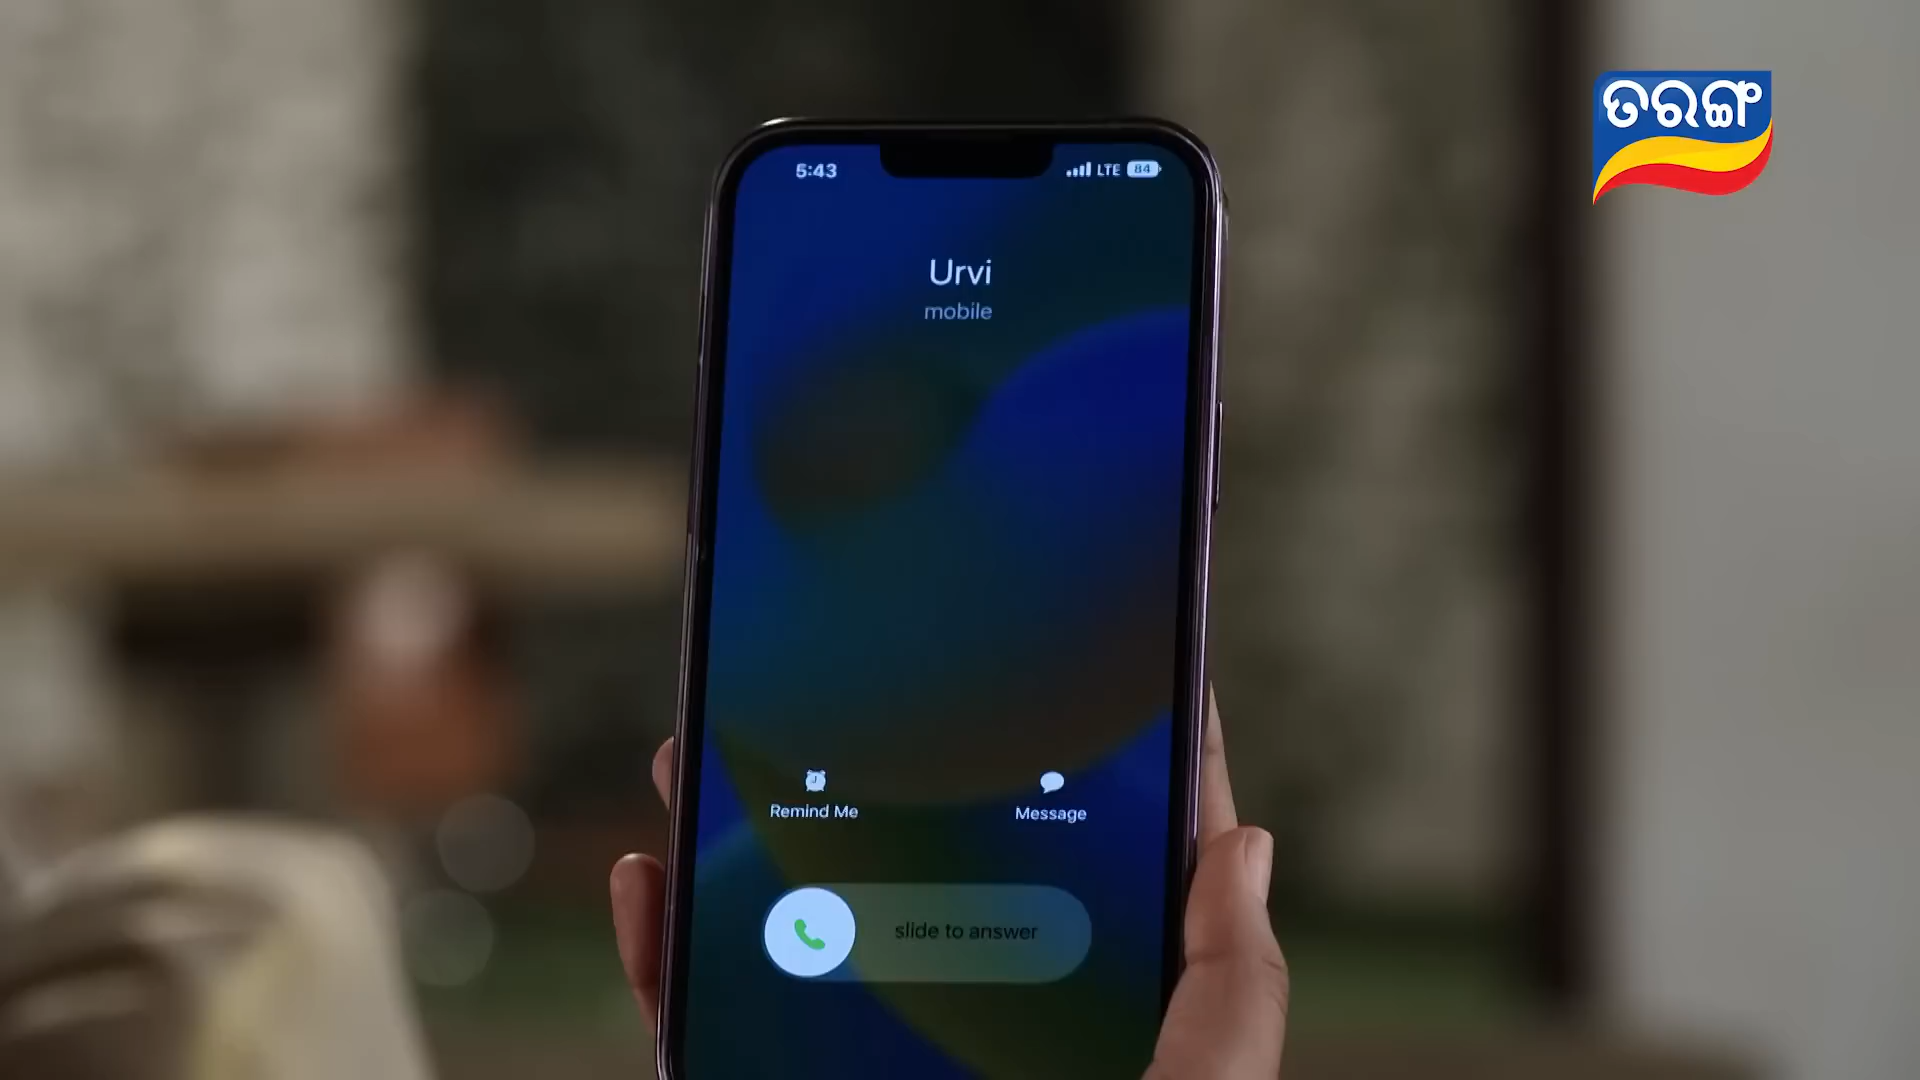 ତରଙ୍ଗ
5:43
LTE 84
Urvi
mobile
Remind Me
Message
slide to answer